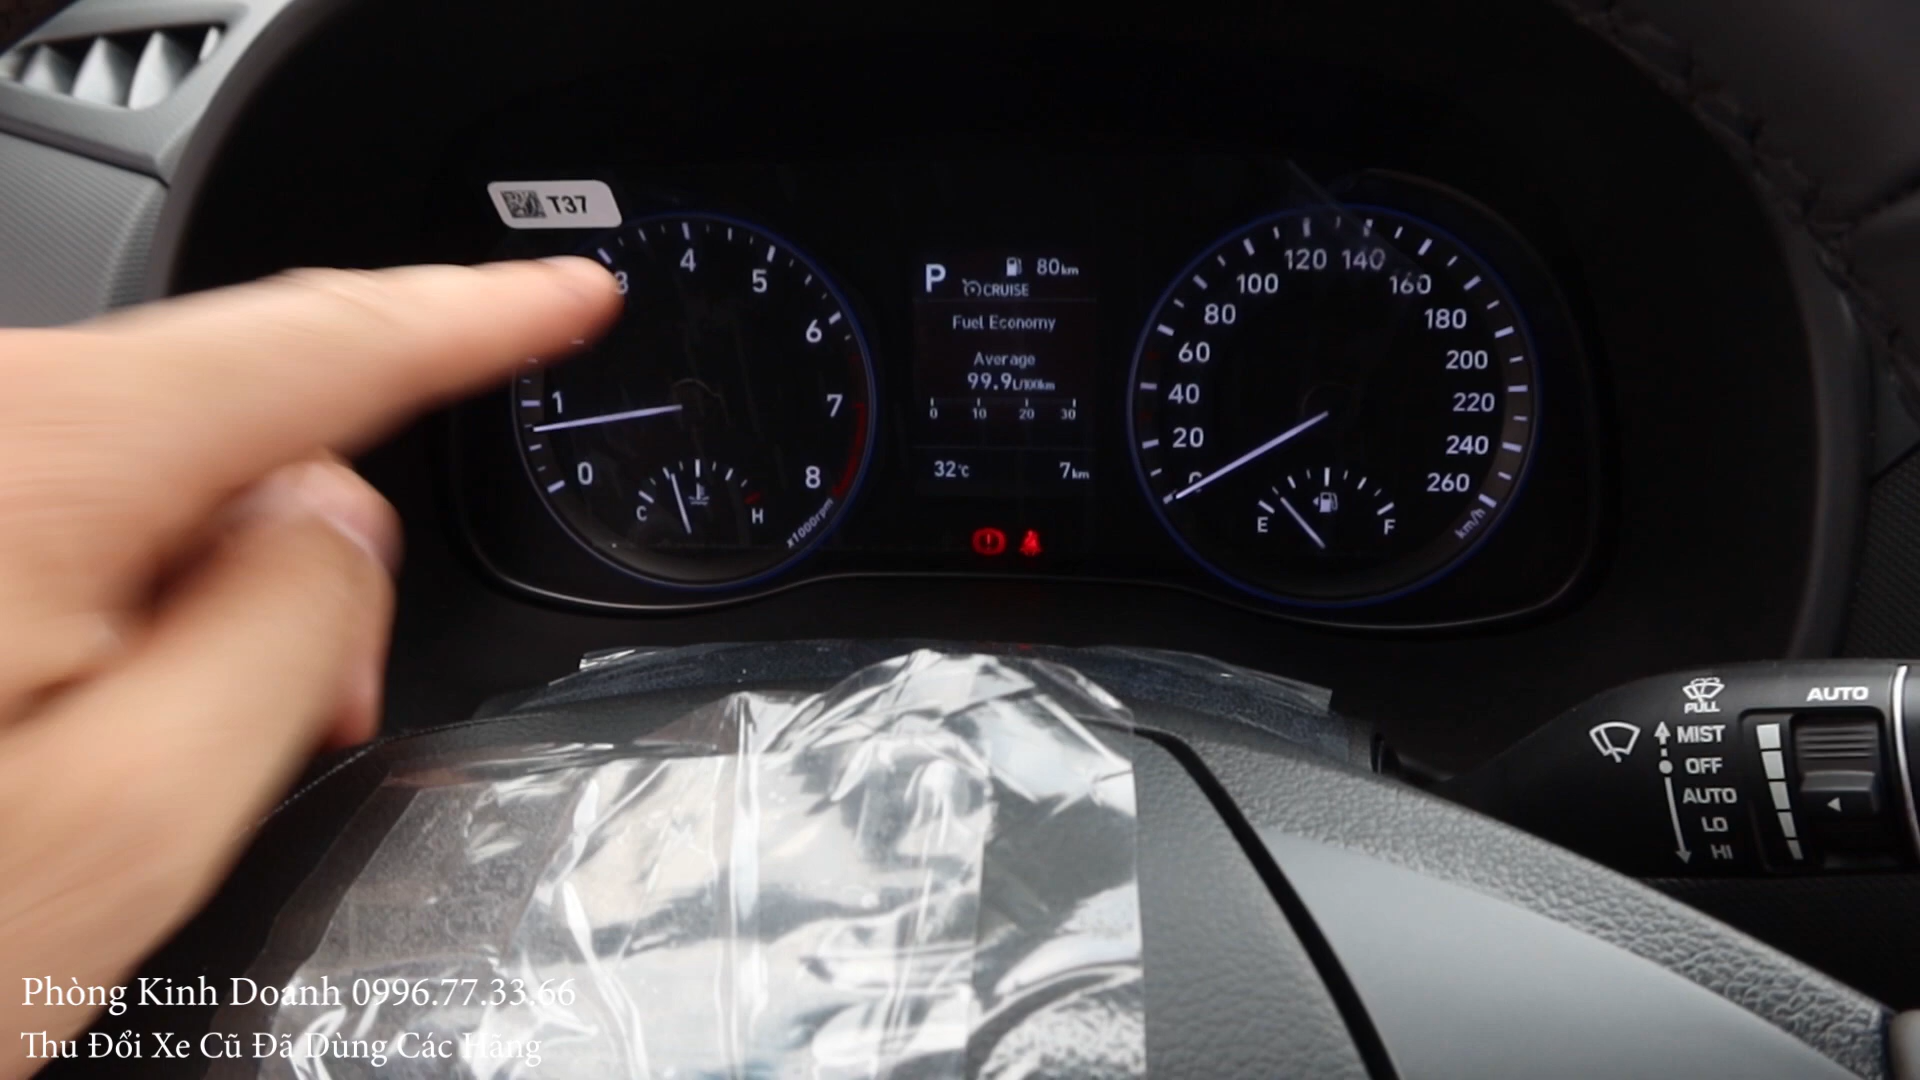 T37
3
4
5
6
7
8
1
0
C
H
x1000rpm
P
80km
CRUISE
Fuel Economy
Average
99.9L/100km
0 10 20 30
32°C
7km
0
20
40
60
80
100
120
140
160
180
200
220
240
260
km/h
E
F
PULL
AUTO
MIST
OFF
AUTO
LO
HI
Phòng Kinh Doanh 0996.77.33.66
Thu Đổi Xe Cũ Đã Dùng Các Hãng